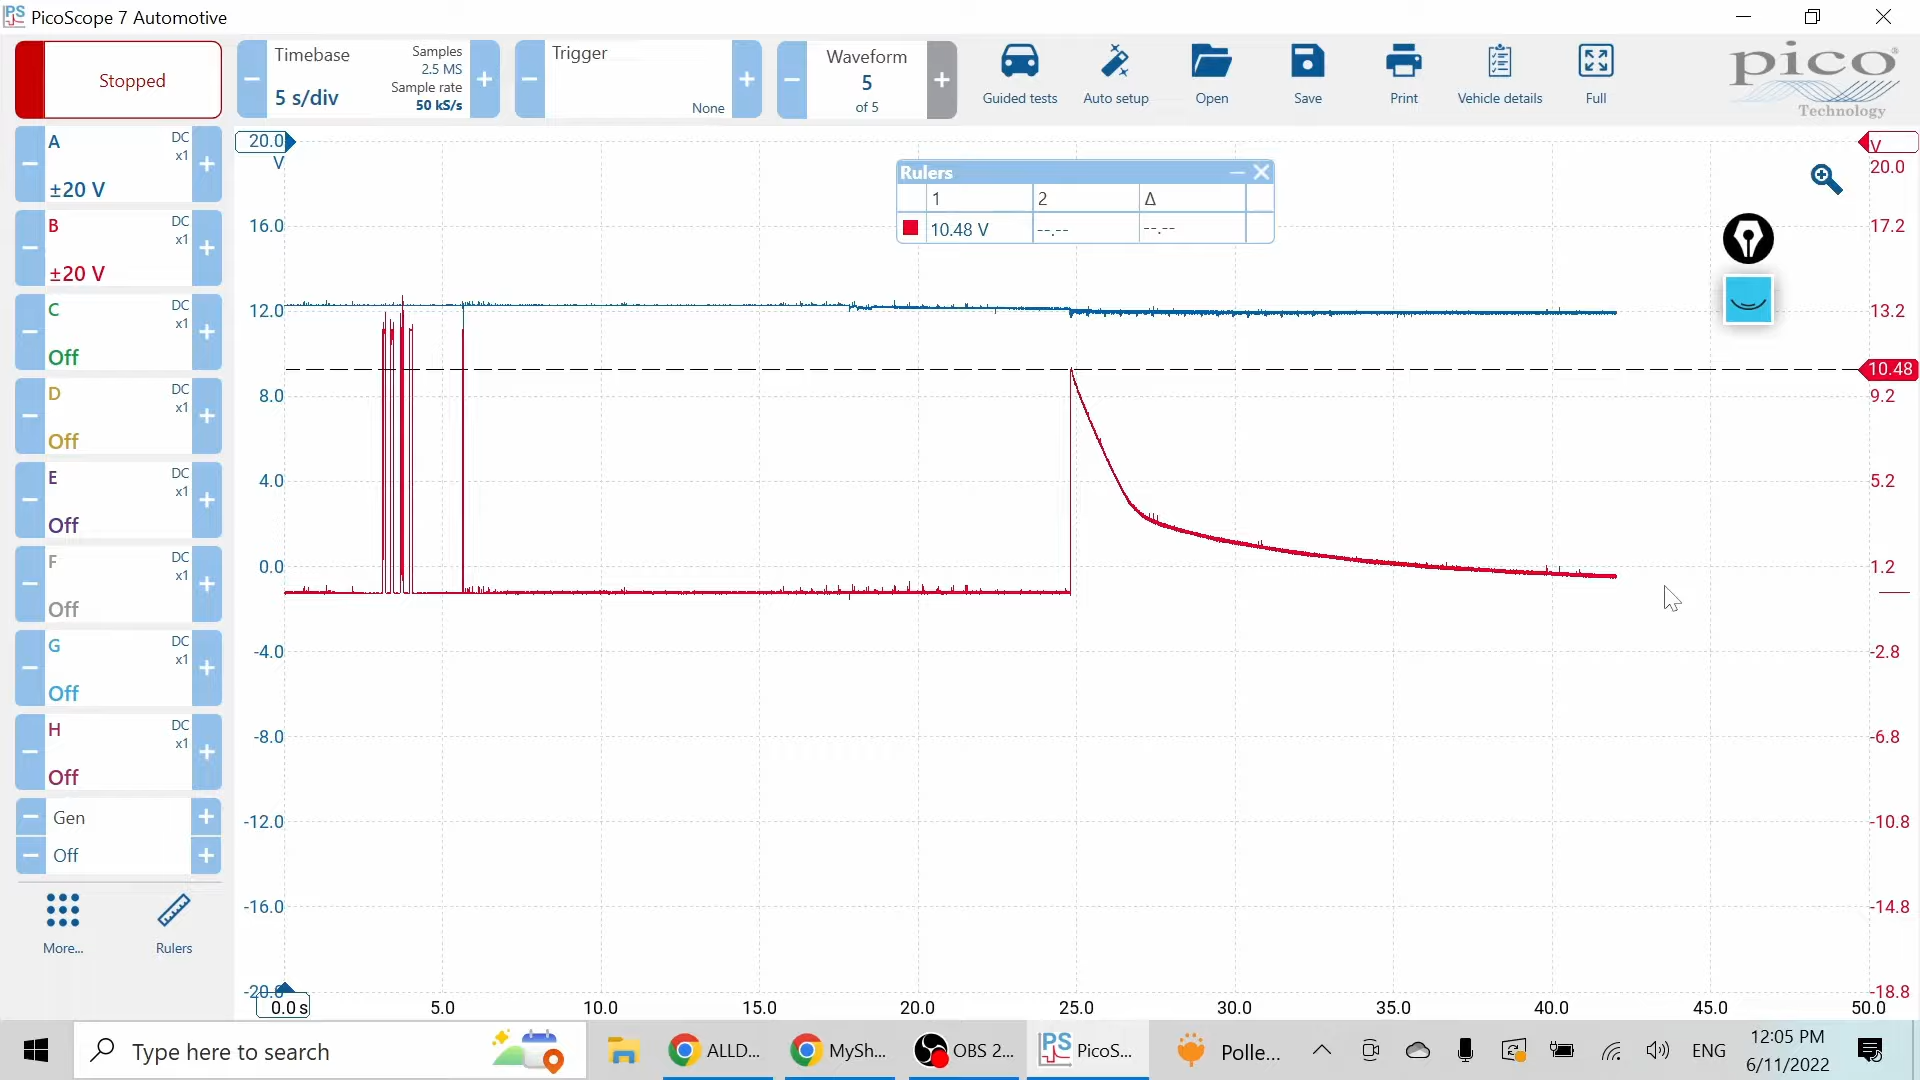 PS PicoScope 7 Automotive
Stopped
Timebase
5 s/div
Samples
2.5 MS
Sample rate
50 kS/s
Trigger
None
Waveform
5
of 5
Guided tests
Auto setup
Open
Save
Print
Vehicle details
Full
pico
Technology
A
DC
x1
±20 V
B
DC
x1
±20 V
C
DC
x1
Off
D
DC
x1
Off
E
DC
x1
Off
F
DC
x1
Off
G
DC
x1
Off
H
DC
x1
Off
Gen
Off
More...
Rulers
20.0
V
16.0
12.0
8.0
4.0
0.0
-4.0
-8.0
-12.0
-16.0
-20.0
Rulers
1 2 Δ
10.48 V --.-- --.--
V
20.0
17.2
13.2
10.48
9.2
5.2
1.2
-2.8
-6.8
-10.8
-14.8
-18.8
0.0 s 5.0 10.0 15.0 20.0 25.0 30.0 35.0 40.0 45.0 50.0
Type here to search
ALLD...
MySh...
OBS 2...
PS PicoS...
Polle...
ENG
12:05 PM
6/11/2022